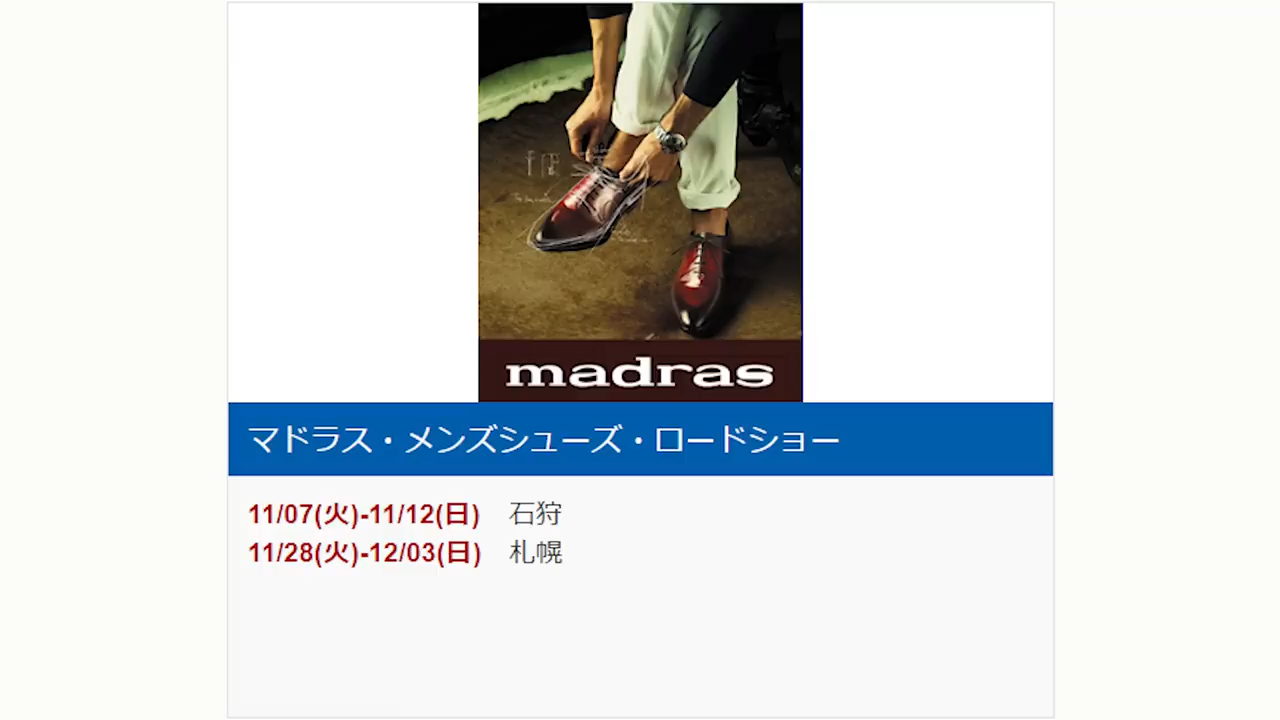 madras
マドラス・メンズシューズ・ロードショー
11/07(火)-11/12(日) 石狩
11/28(火)-12/03(日) 札幌